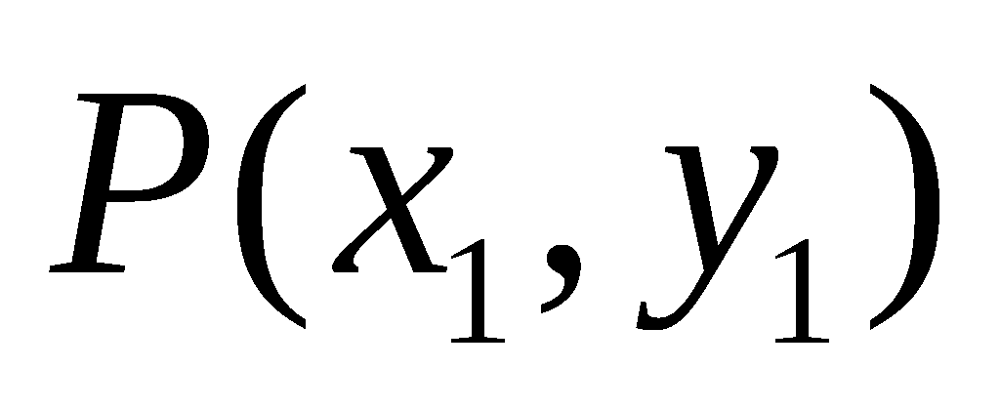 P(x₁, y₁)